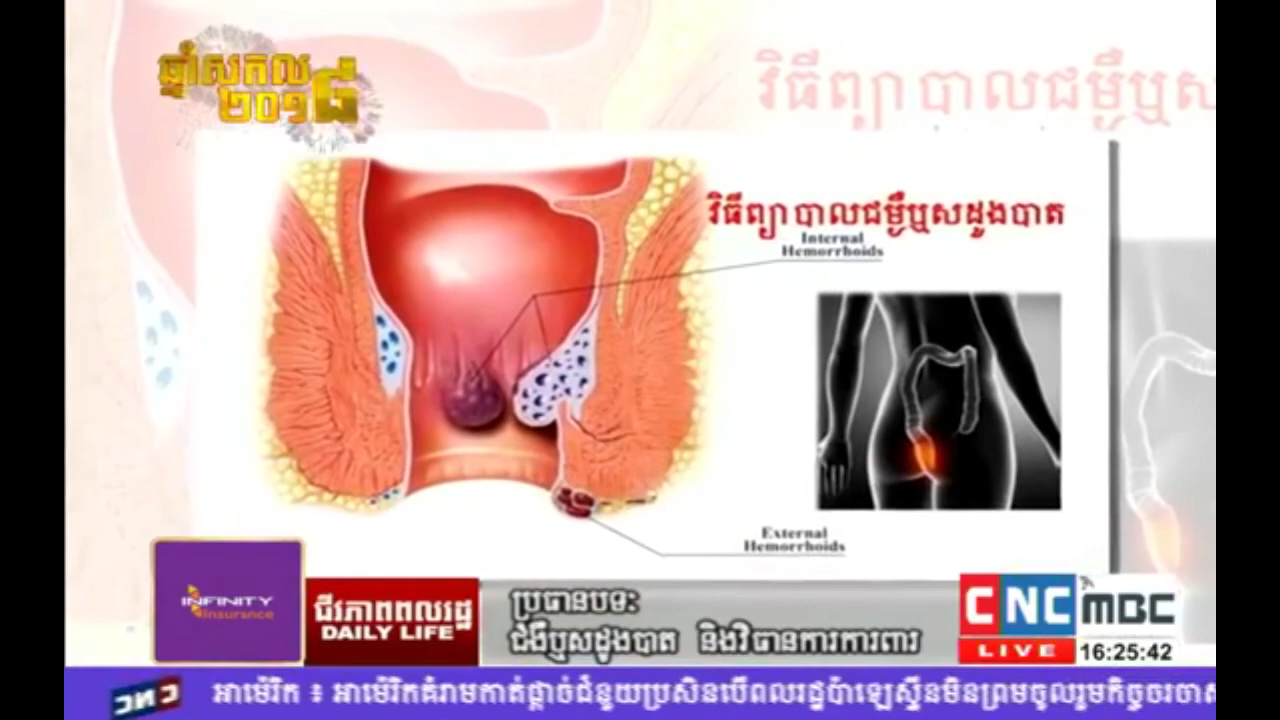 ឆ្នាំសកល
២០១៨
វិធីព្យាបាលជម្ងឺឬស
វិធីព្យាបាលជម្ងឺឬសដូងបាត
Internal
Hemorrhoids
External
Hemorrhoids
INFINITY
Insurance
ជីវភាពពលរដ្ឋ
DAILY LIFE
ប្រធានបទ៖
ជំងឺឬសដូងបាត និងវិធានការការពារ
CNC MBC
LIVE 16:25:42
អាម៉េរិក ៖ អាម៉េរិកគំរាមកាត់ផ្តាច់ជំនួយប្រសិនបើពលរដ្ឋប៉ាឡេស្ទីនមិនព្រមចូលរួមកិច្ចចរចា